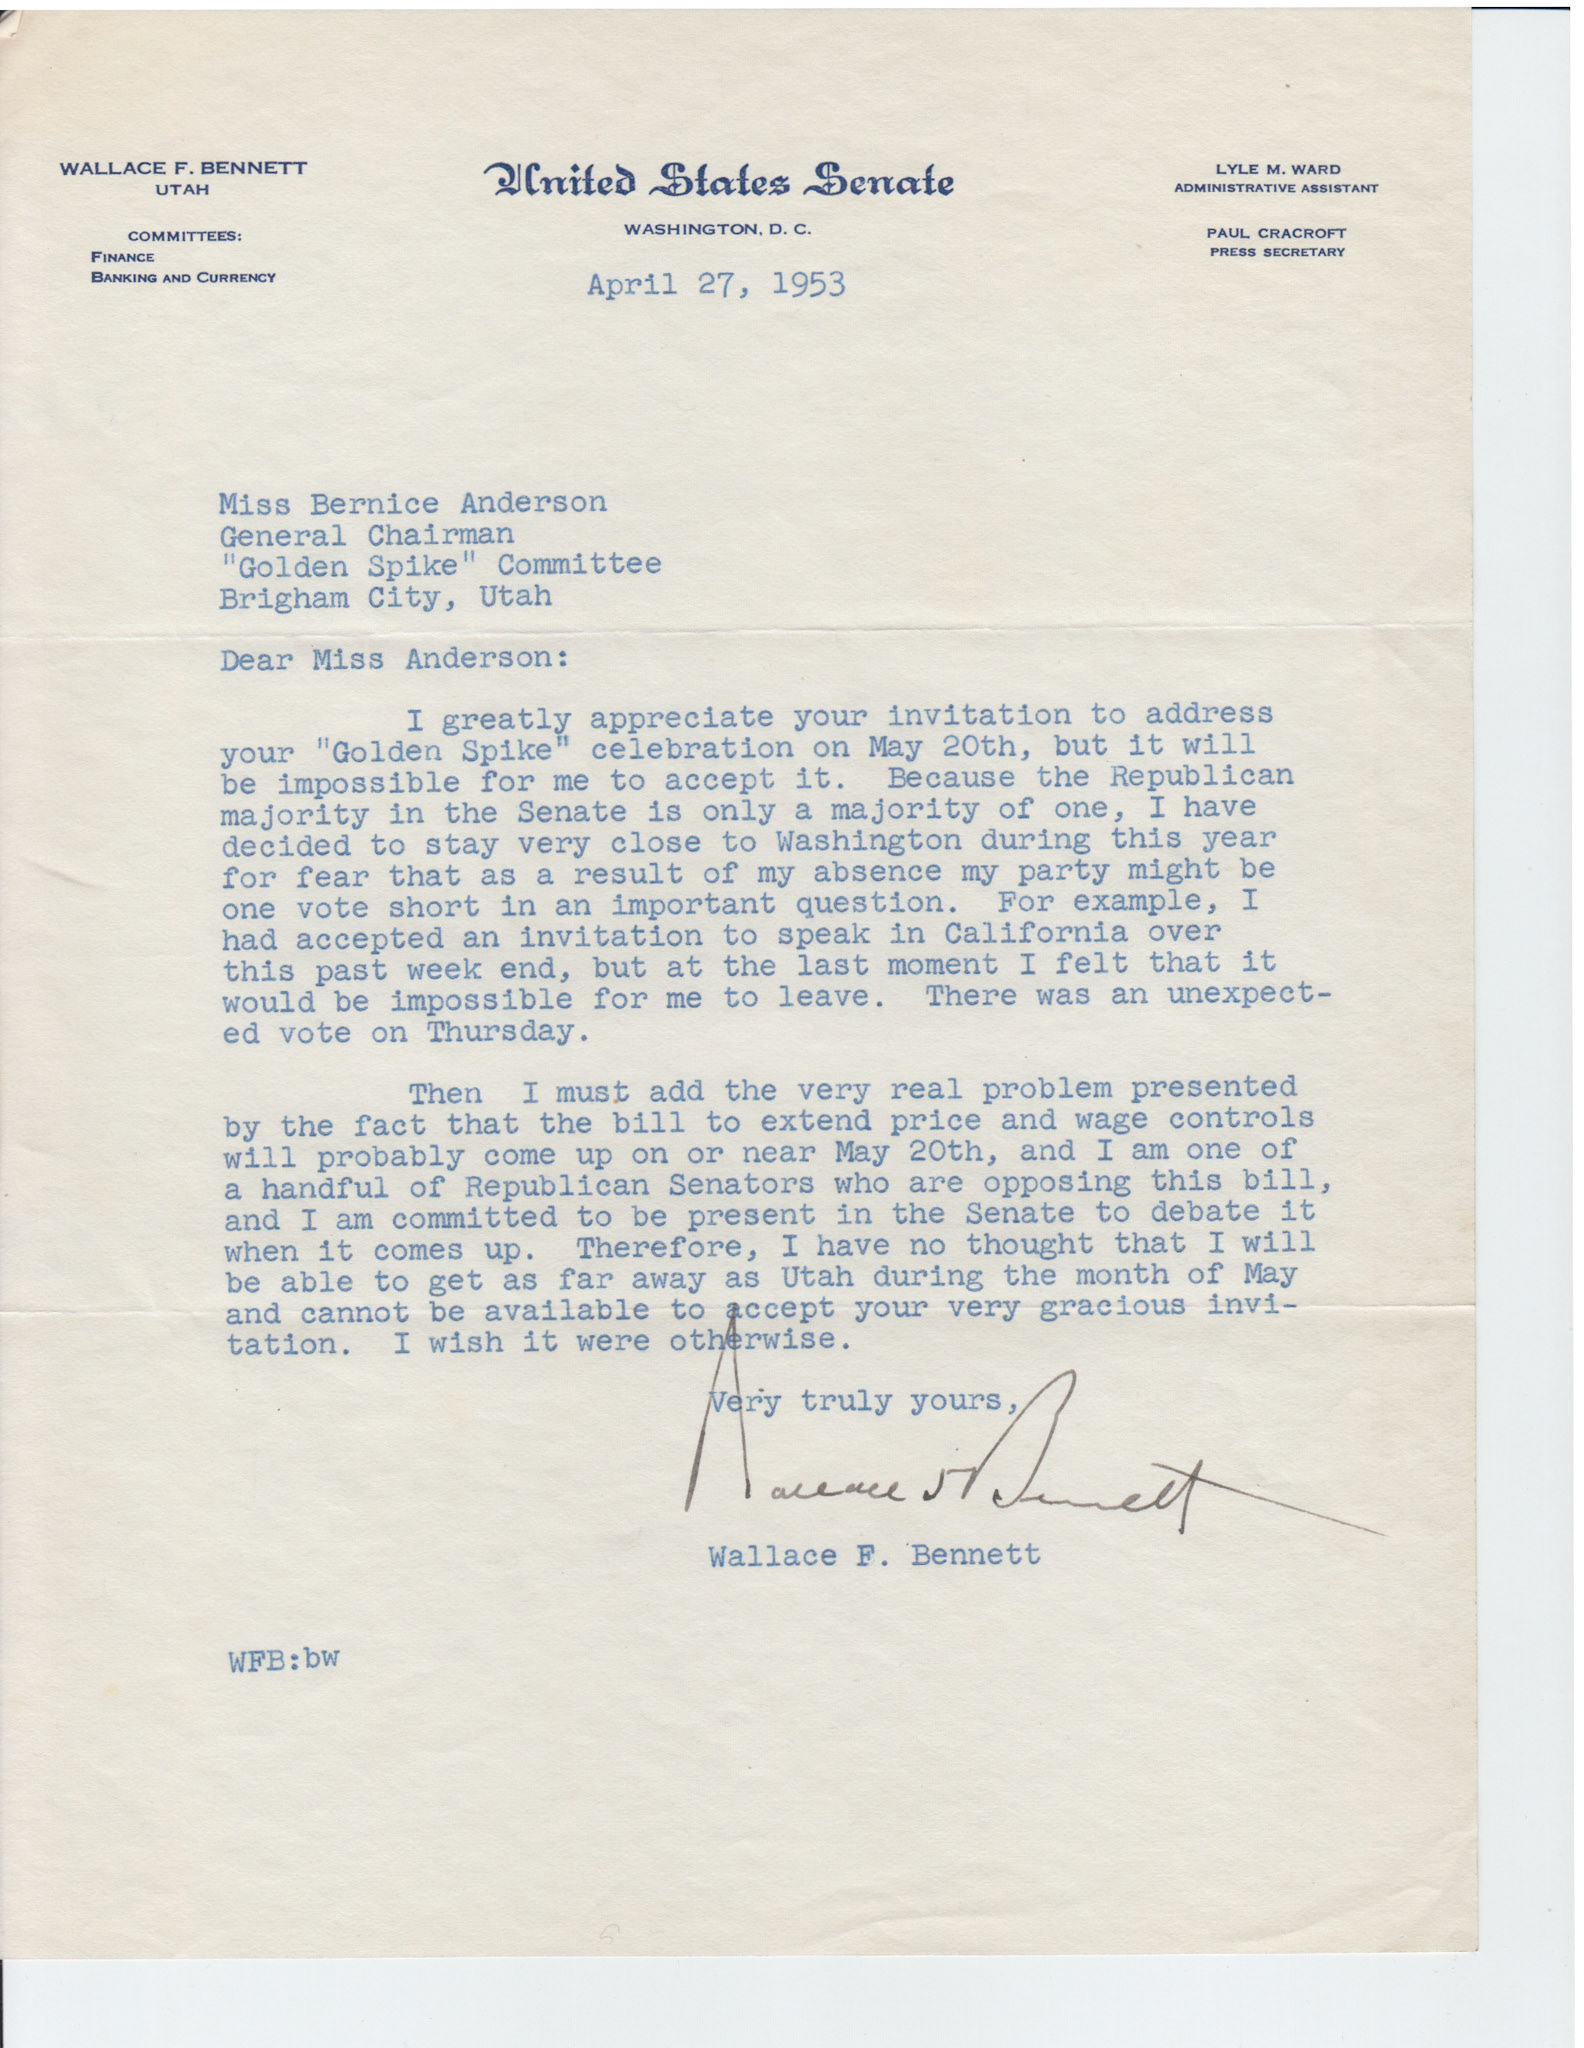 WALLACE F. BENNETT
UTAH
COMMITTEES:
FINANCE
BANKING AND CURRENCY
United States Senate
WASHINGTON, D. C.
April 27, 1953
LYLE M. WARD
ADMINISTRATIVE ASSISTANT
PAUL CRACROFT
PRESS SECRETARY
Miss Bernice Anderson
General Chairman
"Golden Spike" Committee
Brigham City, Utah
Dear Miss Anderson:
I greatly appreciate your invitation to address
your "Golden Spike" celebration on May 20th, but it will
be impossible for me to accept it. Because the Republican
majority in the Senate is only a majority of one, I have
decided to stay very close to Washington during this year
for fear that as a result of my absence my party might be
one vote short in an important question. For example, I
had accepted an invitation to speak in California over
this past week end, but at the last moment I felt that it
would be impossible for me to leave. There was an unexpect-
ed vote on Thursday.
Then I must add the very real problem presented
by the fact that the bill to extend price and wage controls
will probably come up on or near May 20th, and I am one of
a handful of Republican Senators who are opposing this bill,
and I am committed to be present in the Senate to debate it
when it comes up. Therefore, I have no thought that I will
be able to get as far away as Utah during the month of May
and cannot be available to accept your very gracious invi-
tation. I wish it were otherwise.
Very truly yours,
Wallace F Bennett
Wallace F. Bennett
WFB:bw